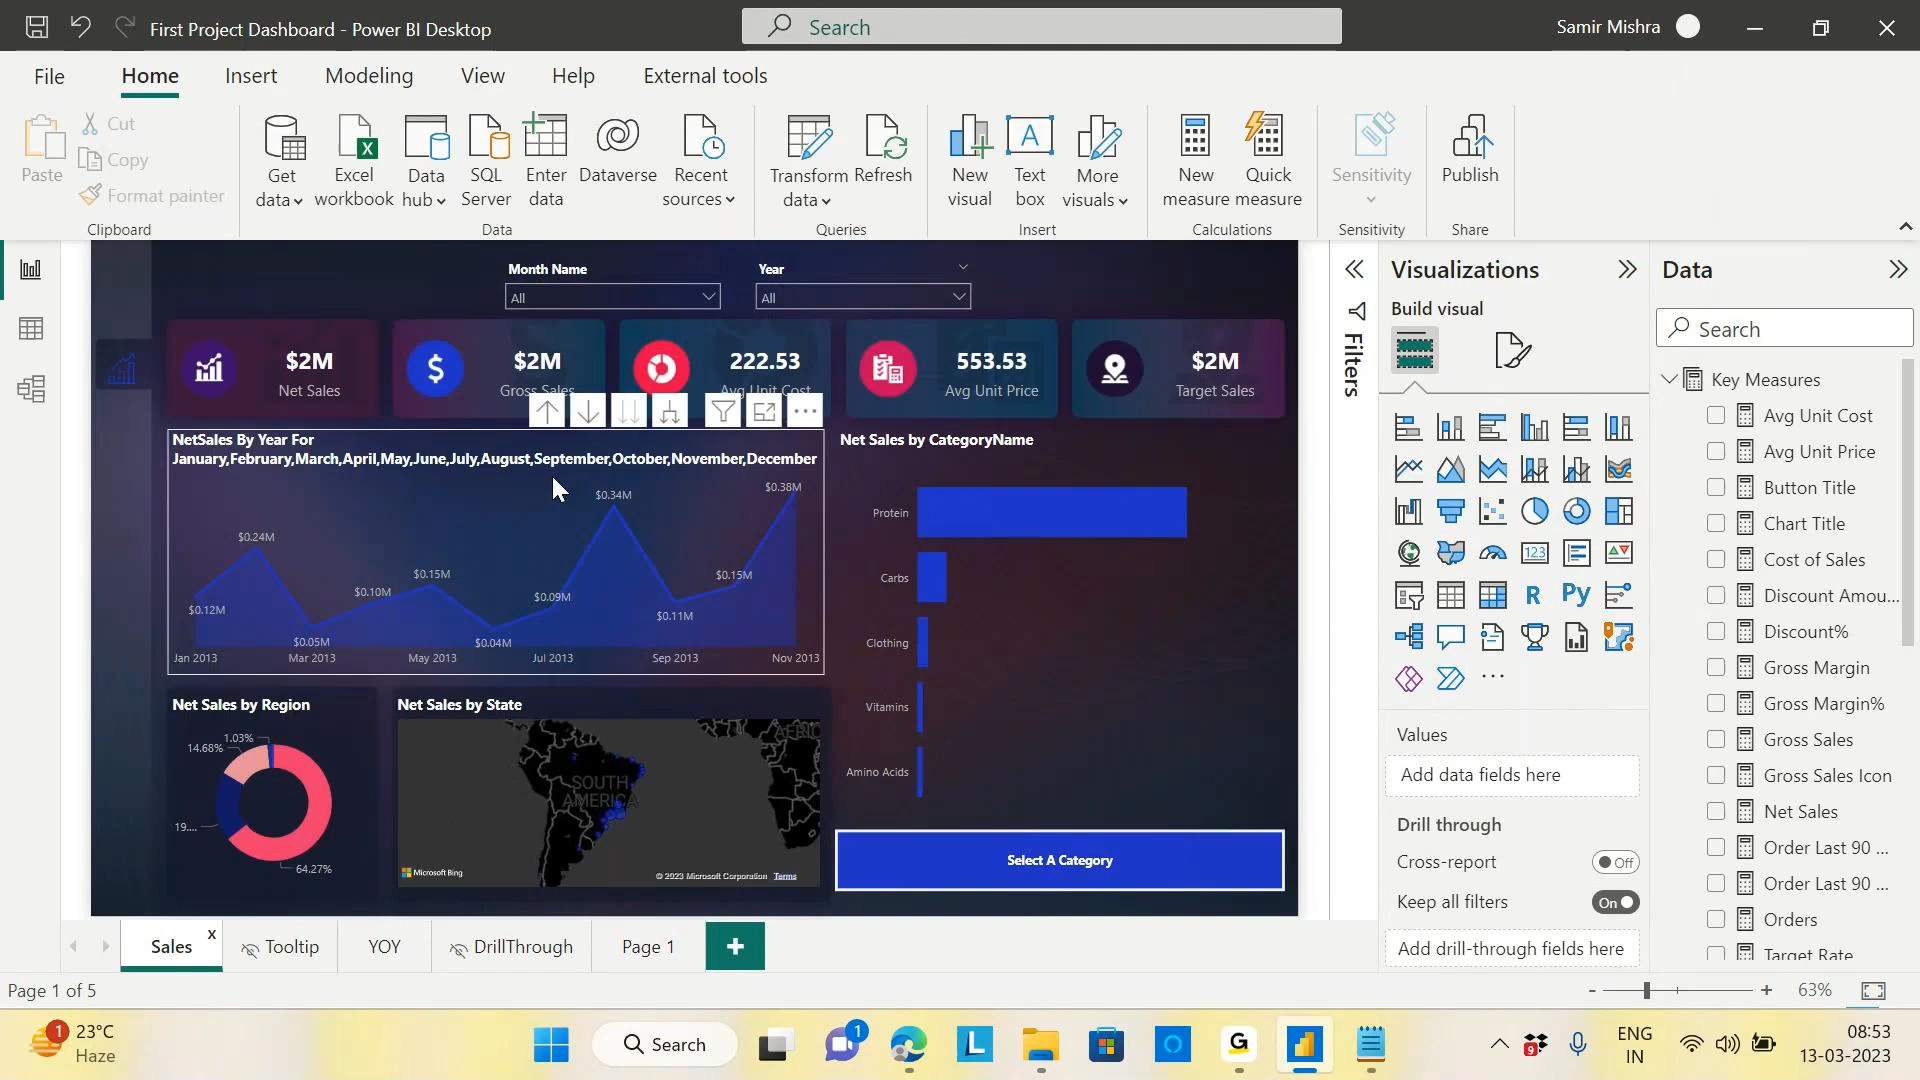 First Project Dashboard - Power BI Desktop
Search
Samir Mishra
File
Home
Insert
Modeling
View
Help
External tools
Paste
Cut
Copy
Format painter
Clipboard
Get data
Excel workbook
Data hub
SQL Server
Enter data
Dataverse
Recent sources
Data
Transform data
Refresh
Queries
New visual
Text box
More visuals
Insert
New measure
Quick measure
Calculations
Sensitivity
Sensitivity
Publish
Share
Month Name
All
Year
All
$2M
Net Sales
$2M
Gross Sales
222.53
Avg Unit Cost
553.53
Avg Unit Price
$2M
Target Sales
NetSales By Year For
January,February,March,April,May,June,July,August,September,October,November,December
$0.12M
$0.24M
$0.05M
$0.10M
$0.15M
$0.04M
$0.09M
$0.34M
$0.11M
$0.15M
$0.38M
Jan 2013
Mar 2013
May 2013
Jul 2013
Sep 2013
Nov 2013
Net Sales by CategoryName
Protein
Carbs
Clothing
Vitamins
Amino Acids
Select A Category
Net Sales by Region
1.03%
14.68%
19....
64.27%
Net Sales by State
SOUTH
AMERICA
AFRIC
Microsoft Bing
© 2023 Microsoft Corporation Terms
Filters
Visualizations
Build visual
123
R
Py
...
Values
Add data fields here
Drill through
Cross-report
Off
Keep all filters
On
Add drill-through fields here
Data
Search
Key Measures
Avg Unit Cost
Avg Unit Price
Button Title
Chart Title
Cost of Sales
Discount Amou...
Discount%
Gross Margin
Gross Margin%
Gross Sales
Gross Sales Icon
Net Sales
Order Last 90 ...
Order Last 90 ...
Orders
Target Rate
Sales
x
Tooltip
YOY
DrillThrough
Page 1
+
Page 1 of 5
- + 63%
1
23°C
Haze
Search
1
L
G
9
ENG
IN
08:53
13-03-2023